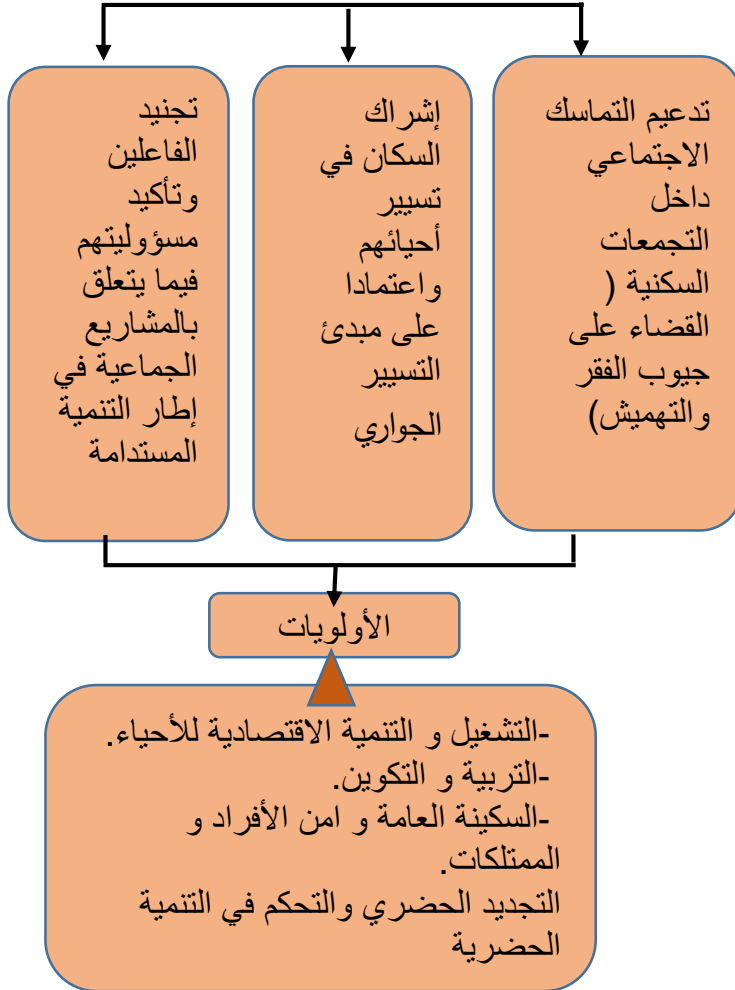 تدعيم التماسك
الاجتماعي
داخل
التجمعات
السكنية (
القضاء على
جيوب الفقر
والتهميش)
إشراك
السكان في
تسيير
أحيائهم
واعتمادا
على مبدئ
التسيير
الجواري
تجنيد
الفاعلين
وتأكيد
مسؤوليتهم
فيما يتعلق
بالمشاريع
الجماعية في
إطار التنمية
المستدامة
الأولويات
-التشغيل و التنمية الاقتصادية للأحياء.
-التربية و التكوين.
-السكينة العامة و امن الأفراد و
الممتلكات.
التجديد الحضري والتحكم في التنمية
الحضرية